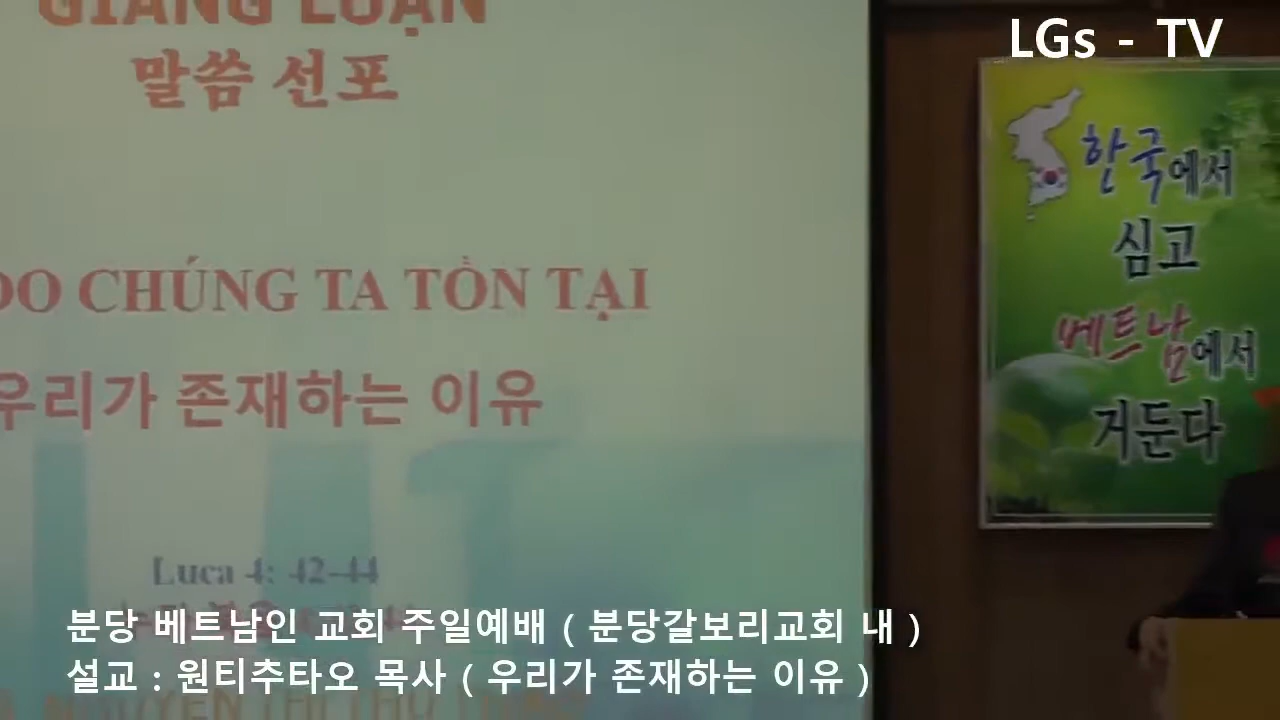 LGs - TV
GIẢNG LUẬN
말씀 선포
DO CHÚNG TA TỒN TẠI
우리가 존재하는 이유
Luca 4: 42-44
한국에서
심고
베트남에서
거둔다
분당 베트남인 교회 주일예배 ( 분당갈보리교회 내 )
설교 : 원티추타오 목사 ( 우리가 존재하는 이유 )
NGUYEN THI THU